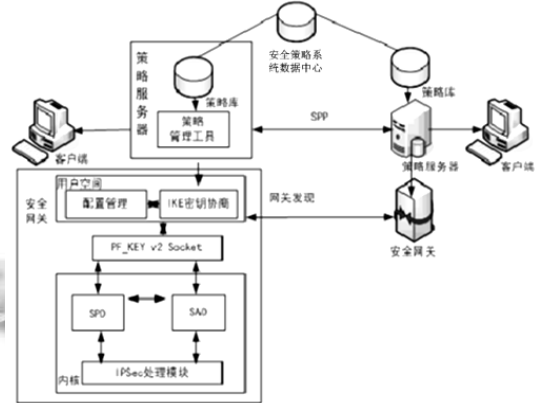 安全策略系
统数据中心
策略服务器
策略库
策略
管理工具
客户端
SPP
策略库
策略服务器
客户端
用户空间
安全
网关
配置管理
IKE密钥协商
网关发现
安全网关
PF_KEY v2 Socket
SPD
SAD
IPSec处理模块
内核